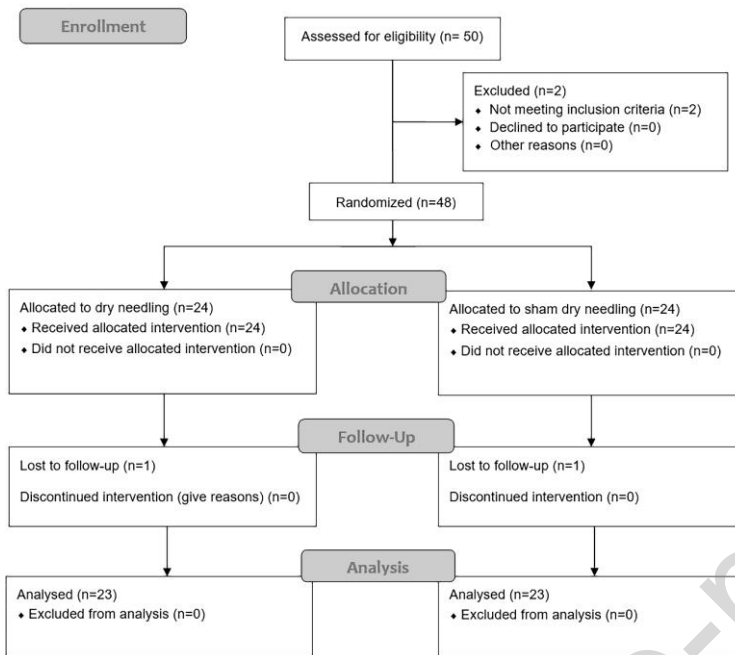 Enrollment
Assessed for eligibility (n= 50)
Excluded (n=2)
⬥ Not meeting inclusion criteria (n=2)
⬥ Declined to participate (n=0)
⬥ Other reasons (n=0)
Randomized (n=48)
Allocation
Allocated to dry needling (n=24)
⬥ Received allocated intervention (n=24)
⬥ Did not receive allocated intervention (n=0)
Allocated to sham dry needling (n=24)
⬥ Received allocated intervention (n=24)
⬥ Did not receive allocated intervention (n=0)
Follow-Up
Lost to follow-up (n=1)
Discontinued intervention (give reasons) (n=0)
Lost to follow-up (n=1)
Discontinued intervention (n=0)
Analysis
Analysed (n=23)
⬥ Excluded from analysis (n=0)
Analysed (n=23)
⬥ Excluded from analysis (n=0)